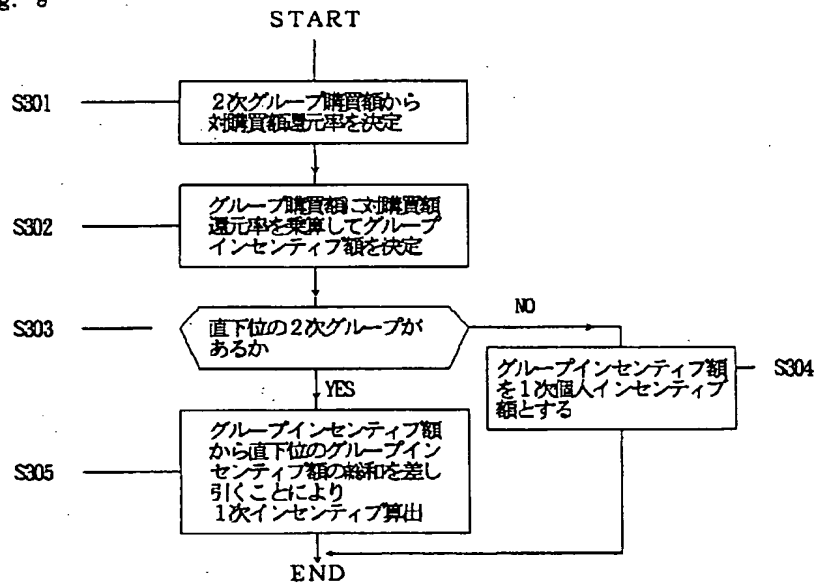 g. 9
START
S301
2次グループ購買額から
対購買額還元率を決定
S302
グループ購買額に対購買額
還元率を乗算してグループ
インセンティブ額を決定
S303
直下位の2次グループが
あるか
NO
YES
グループインセンティブ額
を1次個人インセンティブ
額とする
S304
S305
グループインセンティブ額
から直下位のグループイン
センティブ額の総和を差し
引くことにより
1次インセンティブ算出
END